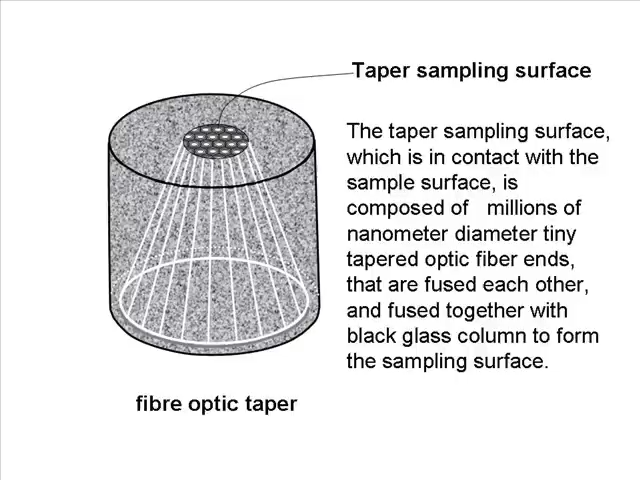 Taper sampling surface
The taper sampling surface,
which is in contact with the
sample surface, is
composed of millions of
nanometer diameter tiny
tapered optic fiber ends,
that are fused each other,
and fused together with
black glass column to form
the sampling surface.
fibre optic taper